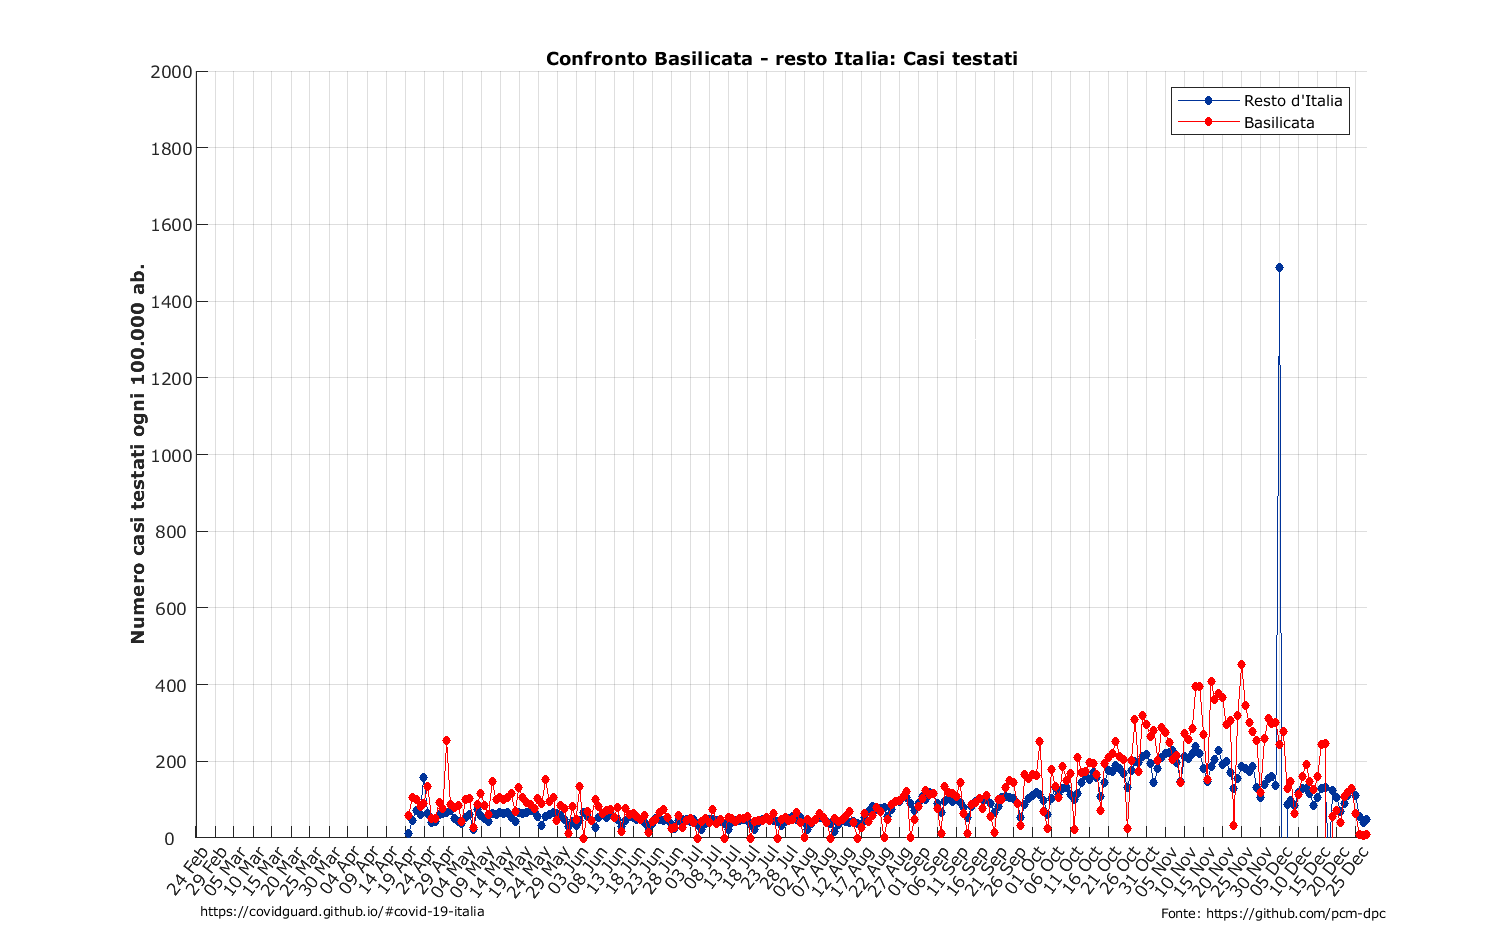 Confronto Basilicata - resto Italia: Casi testati
Resto d'Italia
Basilicata
Numero casi testati ogni 100.000 ab.
2000
1800
1600
1400
1200
1000
800
600
400
200
0
24 Feb
29 Feb
05 Mar
10 Mar
15 Mar
20 Mar
25 Mar
30 Mar
04 Apr
09 Apr
14 Apr
19 Apr
24 Apr
29 Apr
04 May
09 May
14 May
19 May
24 May
29 May
03 Jun
08 Jun
13 Jun
18 Jun
23 Jun
28 Jun
03 Jul
08 Jul
13 Jul
18 Jul
23 Jul
28 Jul
02 Aug
07 Aug
12 Aug
17 Aug
22 Aug
27 Aug
01 Sep
06 Sep
11 Sep
16 Sep
21 Sep
26 Sep
01 Oct
06 Oct
11 Oct
16 Oct
21 Oct
26 Oct
31 Oct
05 Nov
10 Nov
15 Nov
20 Nov
25 Nov
30 Nov
05 Dec
10 Dec
15 Dec
20 Dec
25 Dec
https://covidguard.github.io/#covid-19-italia
Fonte: https://github.com/pcm-dpc